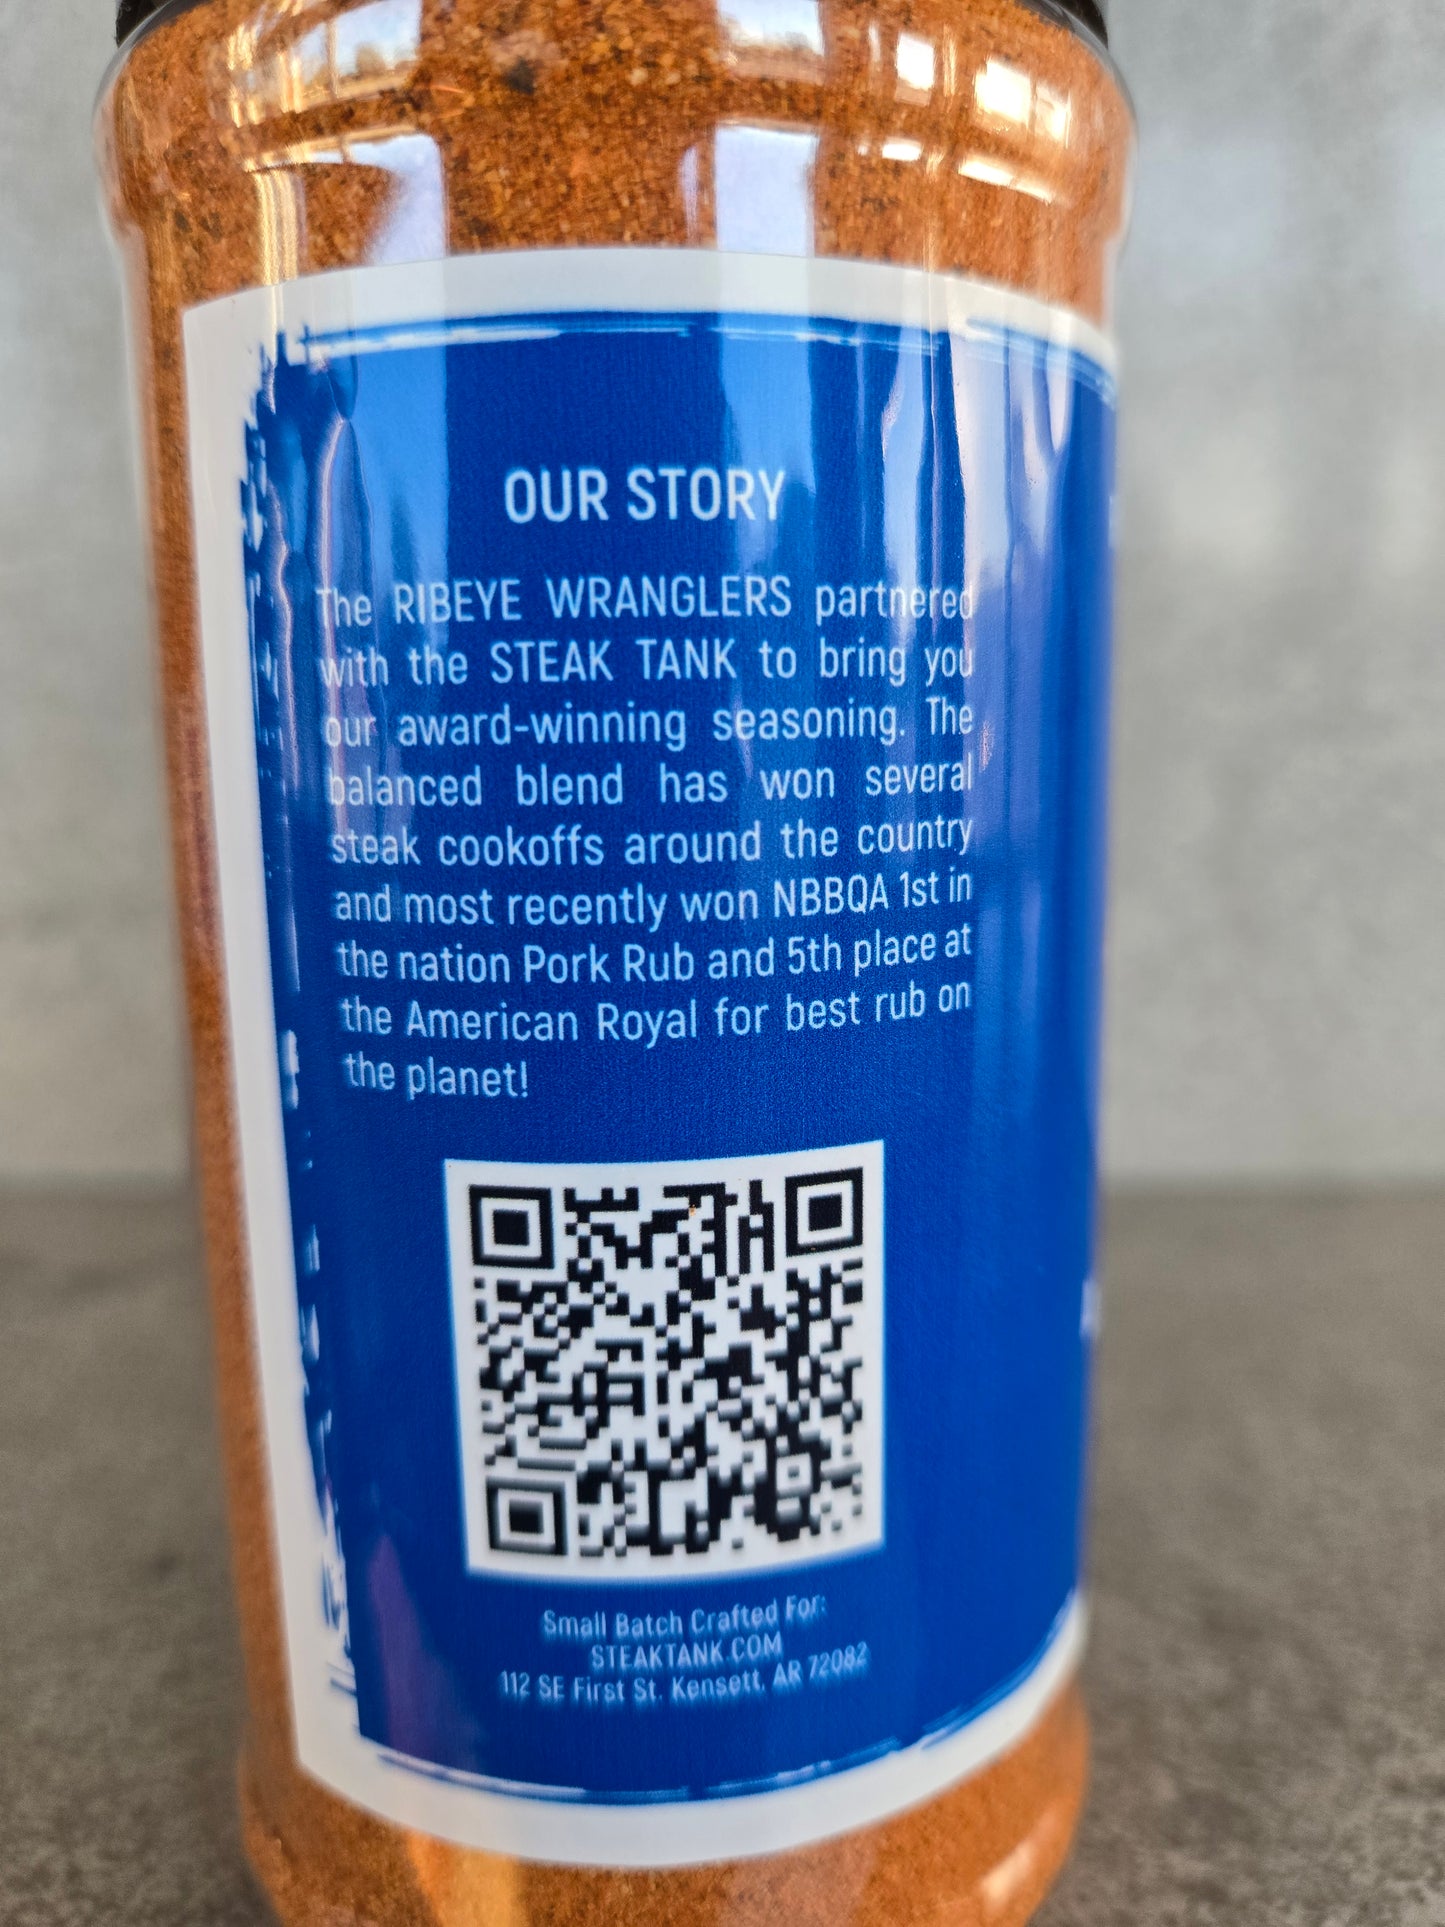 OUR STORY
The RIBEYE WRANGLERS partnered
with the STEAK TANK to bring you
our award-winning seasoning. The
balanced blend has won several
steak cookoffs around the country
and most recently won NBBQA 1st in
the nation Pork Rub and 5th place at
the American Royal for best rub on
the planet!
Small Batch Crafted For:
STEAKTANK.COM
112 SE First St. Kensett, AR 72082